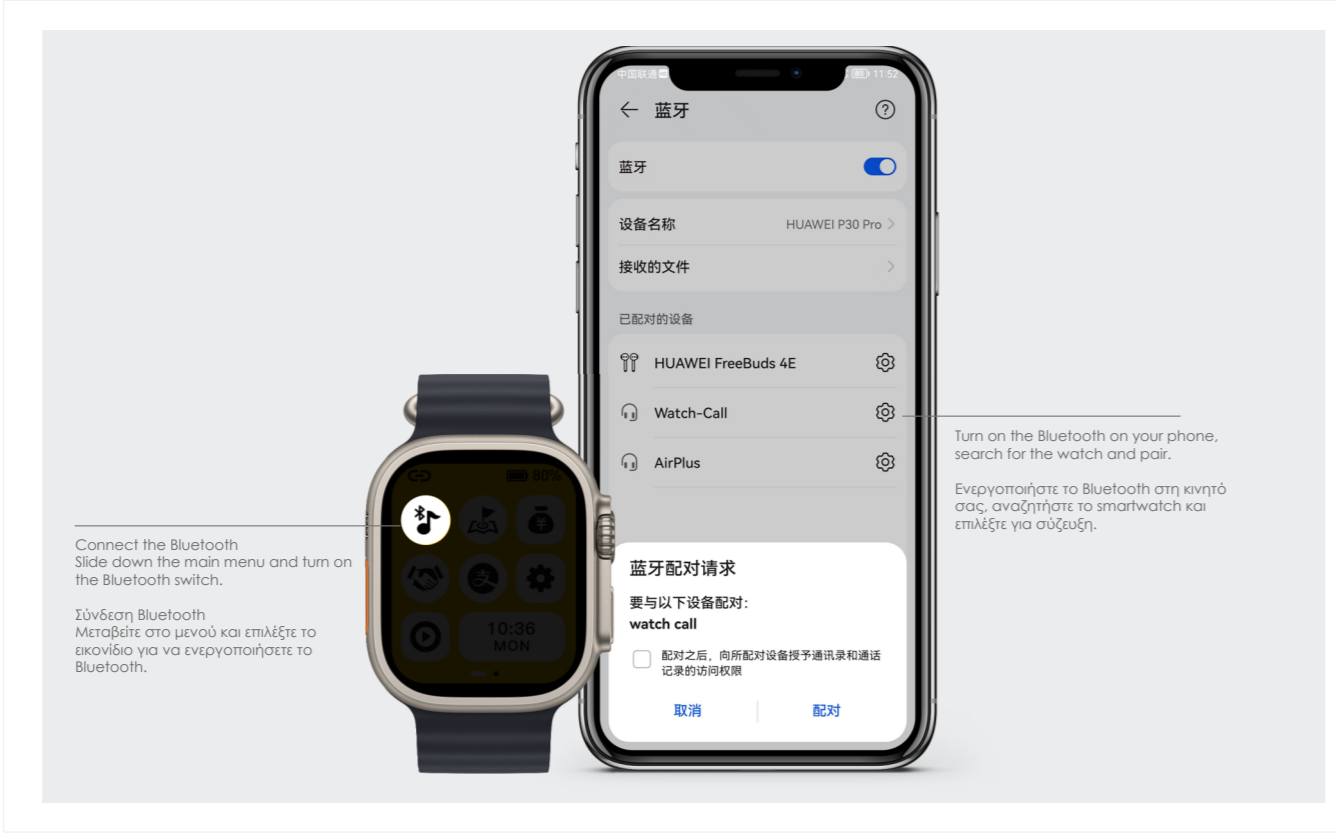 中国联通
11:52
蓝牙
蓝牙
设备名称
HUAWEI P30 Pro
接收的文件
已配对的设备
HUAWEI FreeBuds 4E
Watch-Call
AirPlus
蓝牙配对请求
要与以下设备配对：
watch call
配对之后，向所配对设备授予通讯录和通话
记录的访问权限
取消
配对
80%
10:36
MON
Connect the Bluetooth
Slide down the main menu and turn on
the Bluetooth switch.
Σύνδεση Bluetooth
Μεταβείτε στο μενού και επιλέξτε το
εικονίδιο για να ενεργοποιήσετε το
Bluetooth.
Turn on the Bluetooth on your phone,
search for the watch and pair.
Ενεργοποιήστε το Bluetooth στη κινητό
σας, αναζητήστε το smartwatch και
επιλέξτε για σύζευξη.